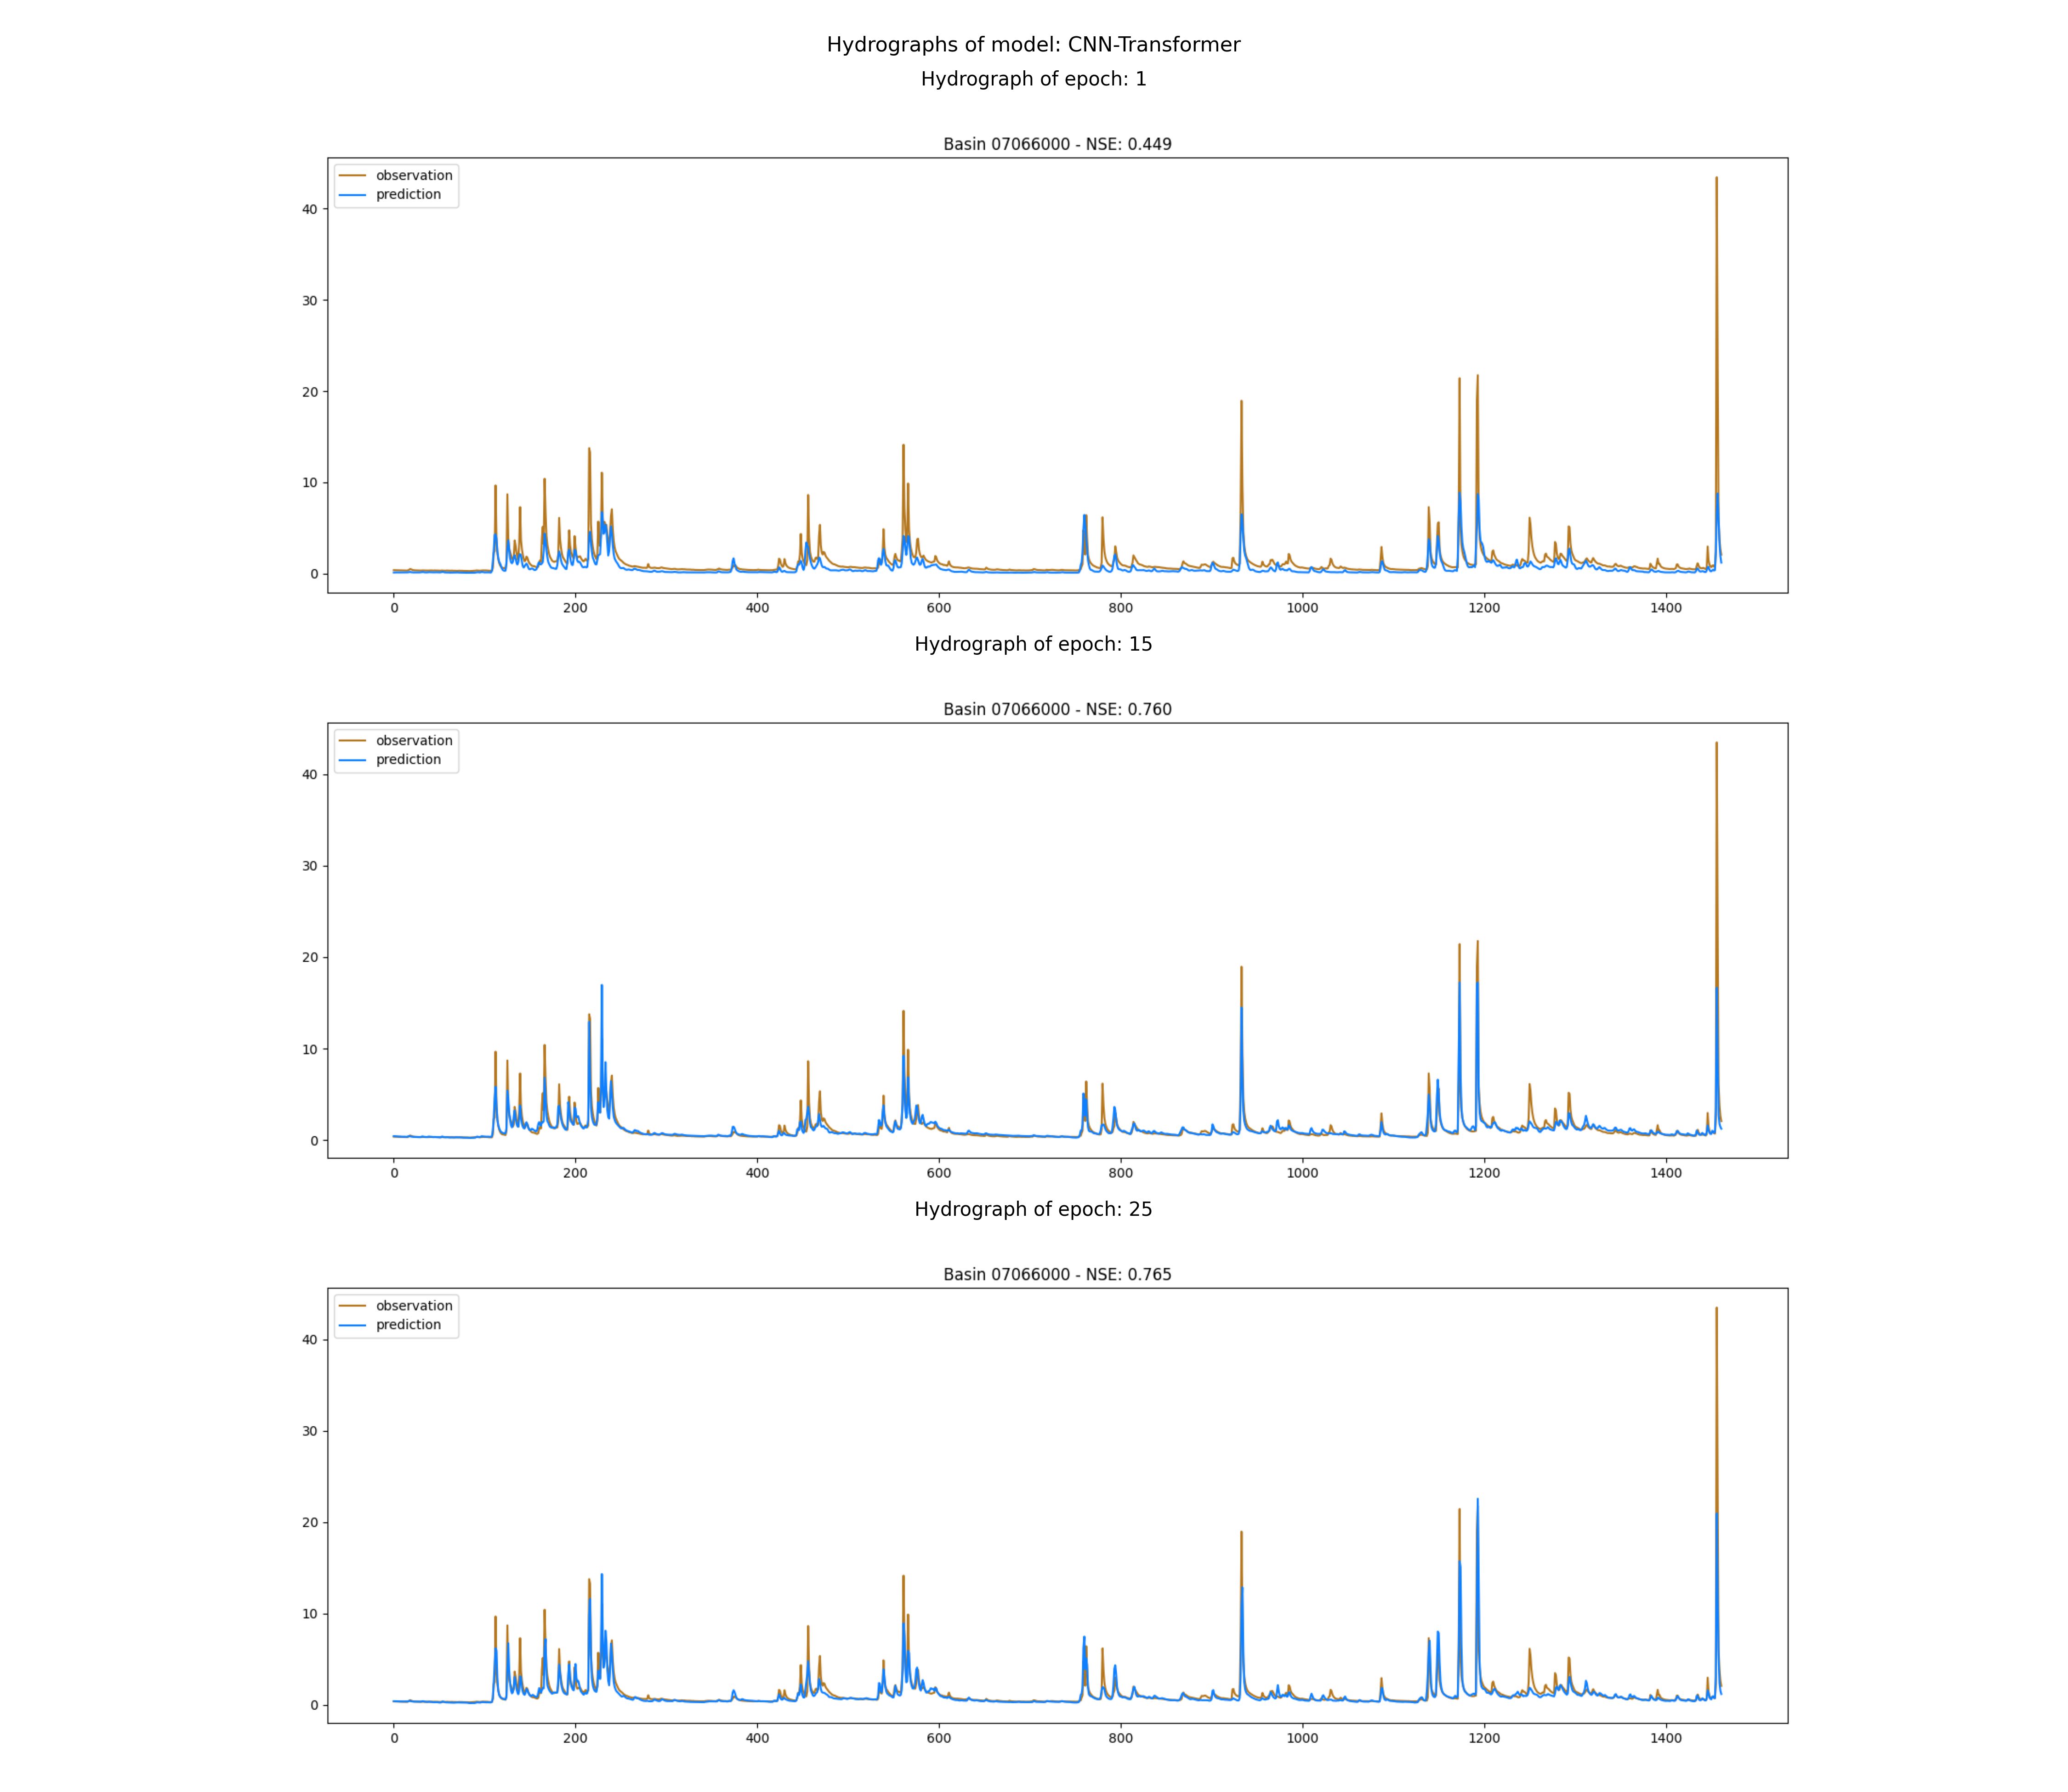 Hydrographs of model: CNN-Transformer
Hydrograph of epoch: 1
Basin 07066000 - NSE: 0.449
observation
prediction
40
30
20
10
0
0 200 400 600 800 1000 1200 1400
Hydrograph of epoch: 15
Basin 07066000 - NSE: 0.760
observation
prediction
40
30
20
10
0
0 200 400 600 800 1000 1200 1400
Hydrograph of epoch: 25
Basin 07066000 - NSE: 0.765
observation
prediction
40
30
20
10
0
0 200 400 600 800 1000 1200 1400